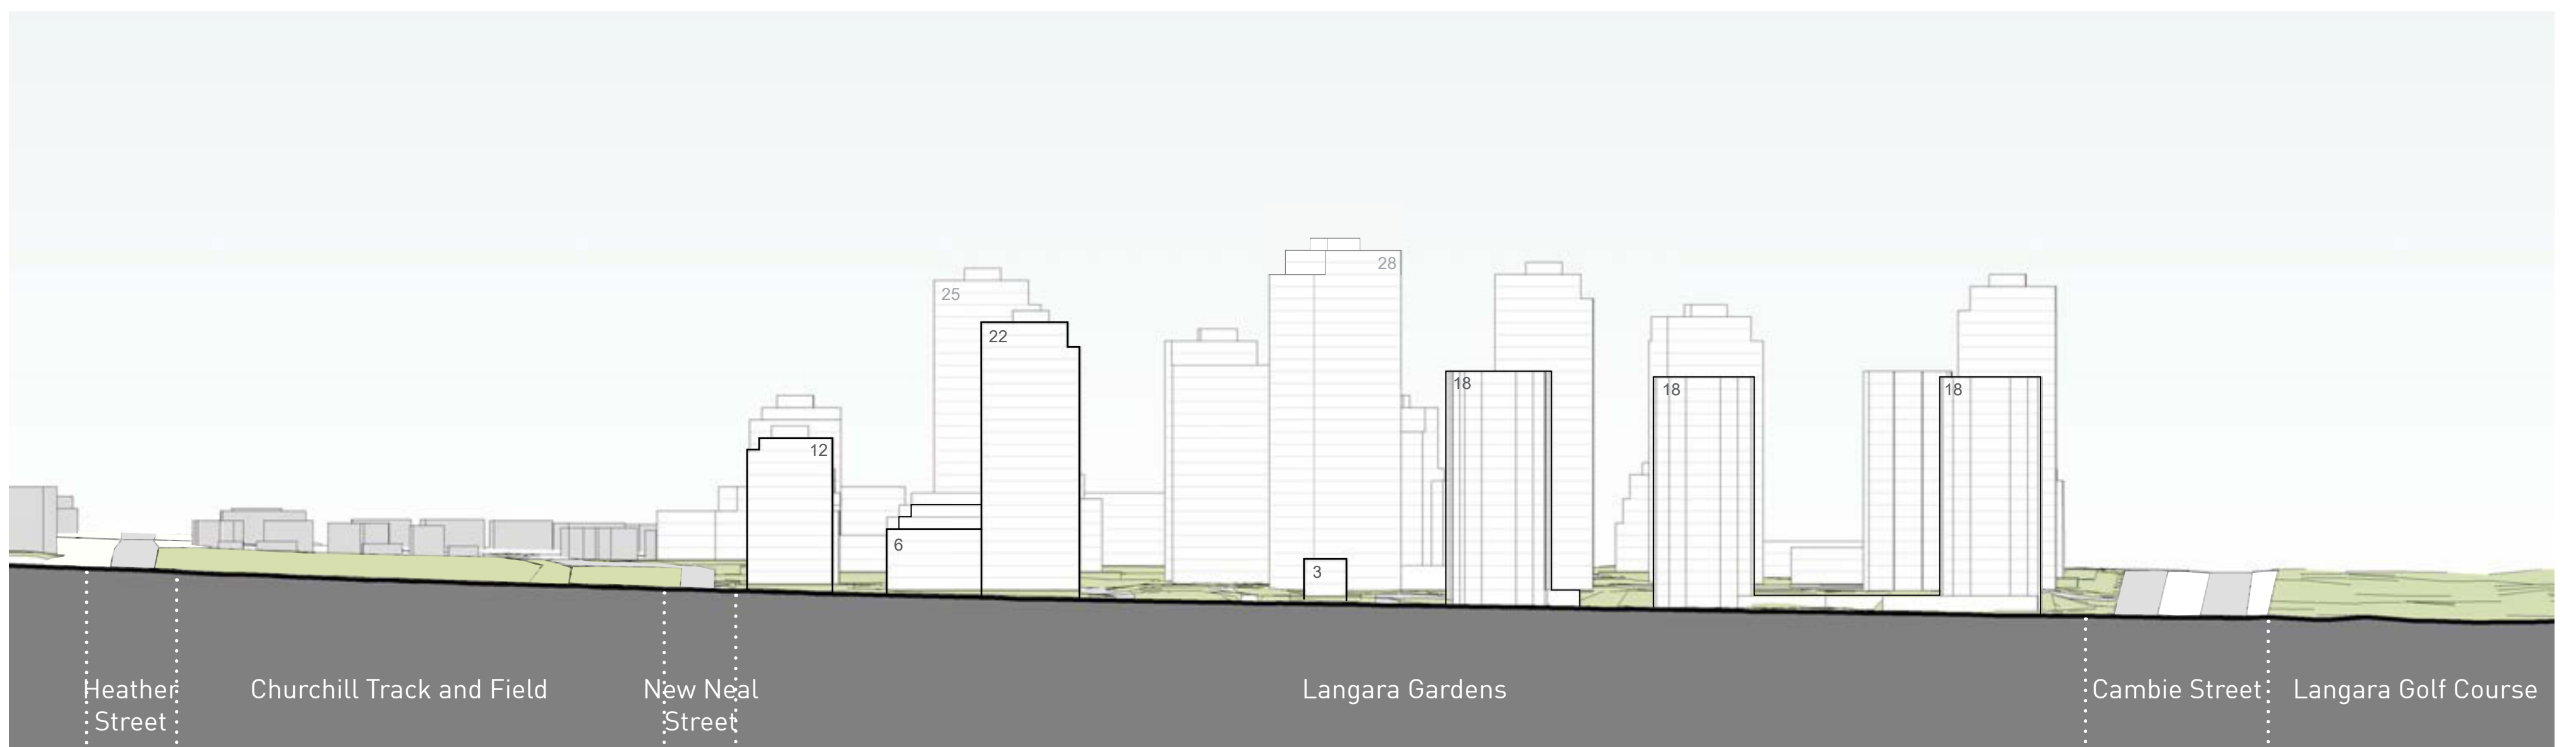 28
25
22
18
18
18
12
6
3
Heather
Street
Churchill Track and Field
New Neal
Street
Langara Gardens
Cambie Street
Langara Golf Course